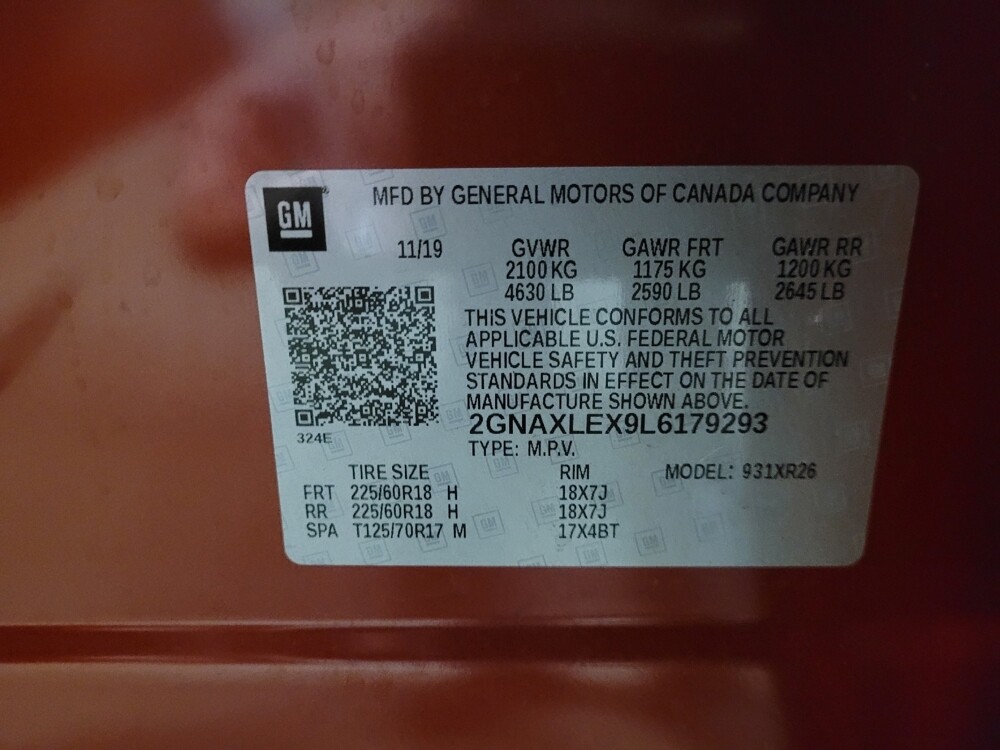 GM®
MFD BY GENERAL MOTORS OF CANADA COMPANY
11/19 GVWR GAWR FRT GAWR RR
2100 KG 1175 KG 1200 KG
4630 LB 2590 LB 2645 LB
THIS VEHICLE CONFORMS TO ALL
APPLICABLE U.S. FEDERAL MOTOR
VEHICLE SAFETY AND THEFT PREVENTION
STANDARDS IN EFFECT ON THE DATE OF
MANUFACTURE SHOWN ABOVE.
2GNAXLEX9L6179293
324E
TYPE: M.P.V.
TIRE SIZE RIM MODEL: 931XR26
FRT 225/60R18 H 18X7J
RR 225/60R18 H 18X7J
SPA T125/70R17 M 17X4BT